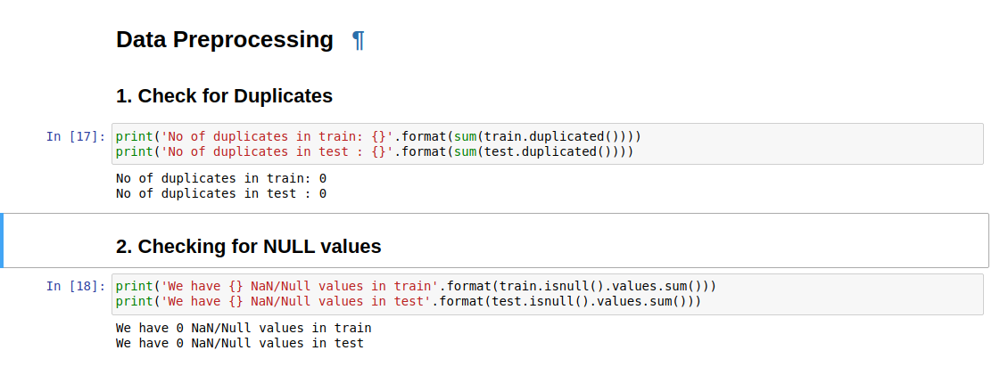 Data Preprocessing ¶
1. Check for Duplicates
In [17]: print('No of duplicates in train: {}'.format(sum(train.duplicated())))
print('No of duplicates in test : {}'.format(sum(test.duplicated())))
No of duplicates in train: 0
No of duplicates in test : 0
2. Checking for NULL values
In [18]: print('We have {} NaN/Null values in train'.format(train.isnull().values.sum()))
print('We have {} NaN/Null values in test'.format(test.isnull().values.sum()))
We have 0 NaN/Null values in train
We have 0 NaN/Null values in test